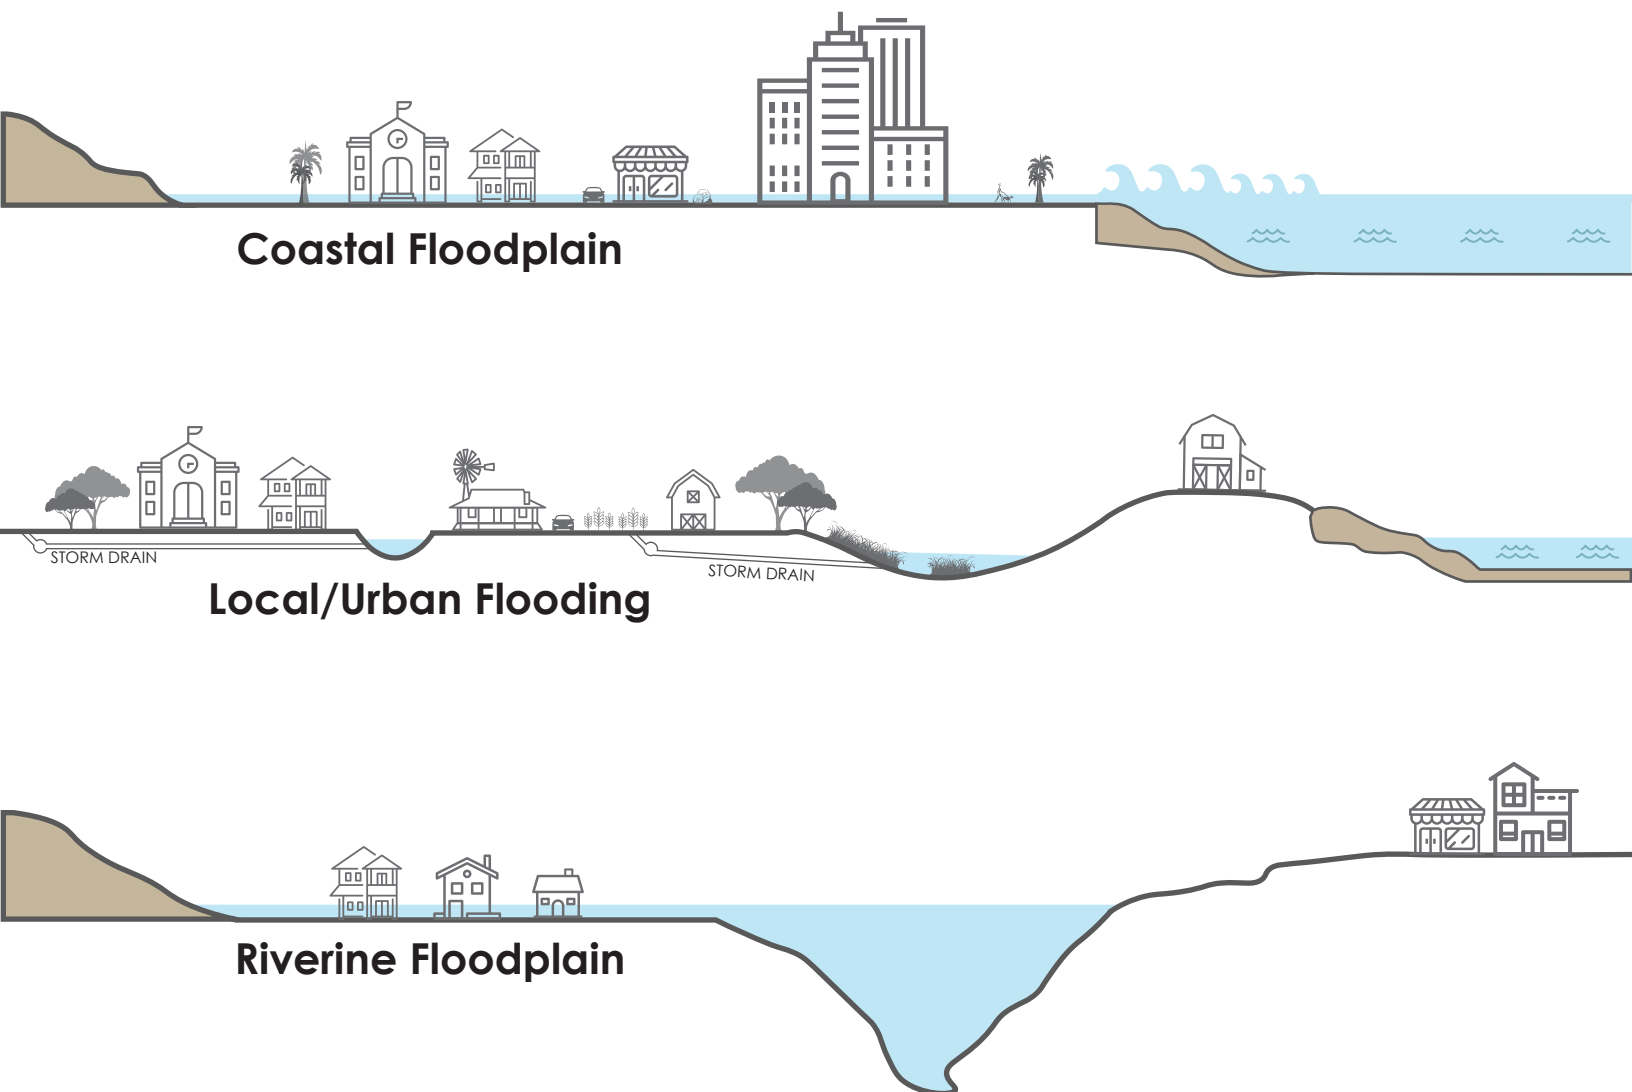 Coastal Floodplain
STORM DRAIN
STORM DRAIN
Local/Urban Flooding
Riverine Floodplain